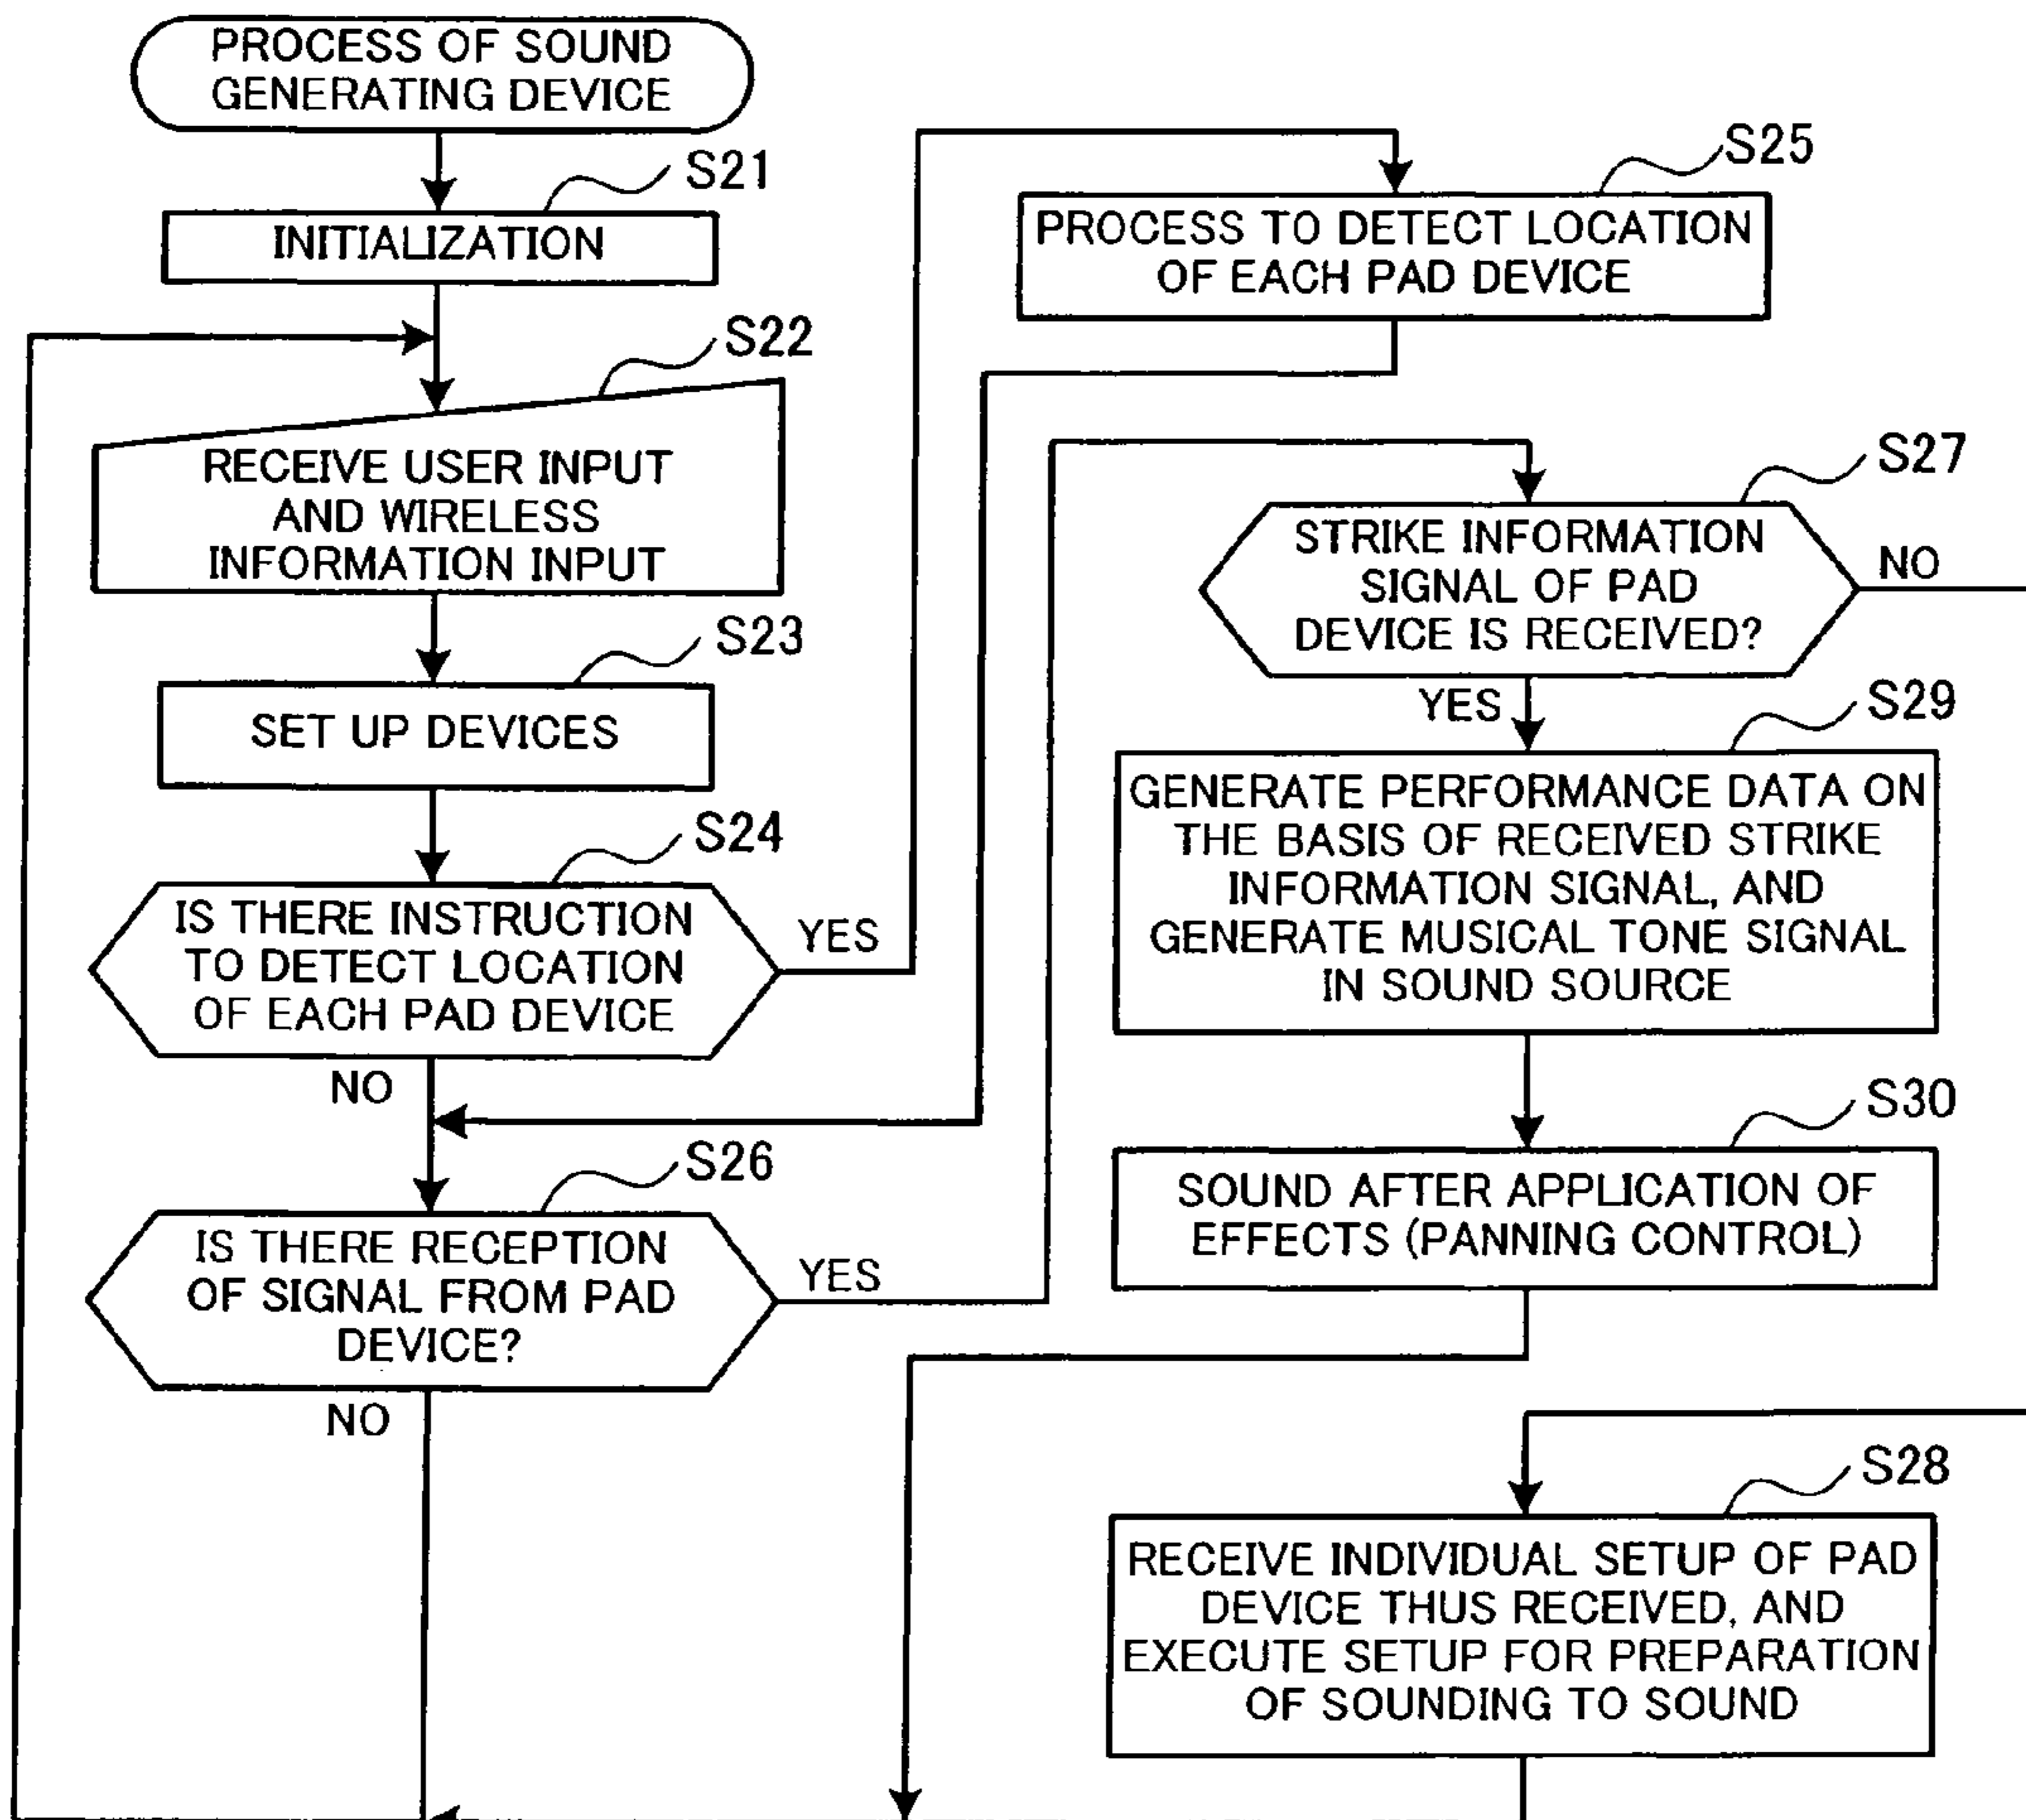 PROCESS OF SOUND
GENERATING DEVICE
S21
INITIALIZATION
S22
RECEIVE USER INPUT
AND WIRELESS
INFORMATION INPUT
S23
SET UP DEVICES
S24
IS THERE INSTRUCTION
TO DETECT LOCATION
OF EACH PAD DEVICE
YES
NO
S26
IS THERE RECEPTION
OF SIGNAL FROM PAD
DEVICE?
YES
NO
S25
PROCESS TO DETECT LOCATION
OF EACH PAD DEVICE
S27
STRIKE INFORMATION
SIGNAL OF PAD
DEVICE IS RECEIVED?
NO
YES
S29
GENERATE PERFORMANCE DATA ON
THE BASIS OF RECEIVED STRIKE
INFORMATION SIGNAL, AND
GENERATE MUSICAL TONE SIGNAL
IN SOUND SOURCE
S30
SOUND AFTER APPLICATION OF
EFFECTS (PANNING CONTROL)
S28
RECEIVE INDIVIDUAL SETUP OF PAD
DEVICE THUS RECEIVED, AND
EXECUTE SETUP FOR PREPARATION
OF SOUNDING TO SOUND